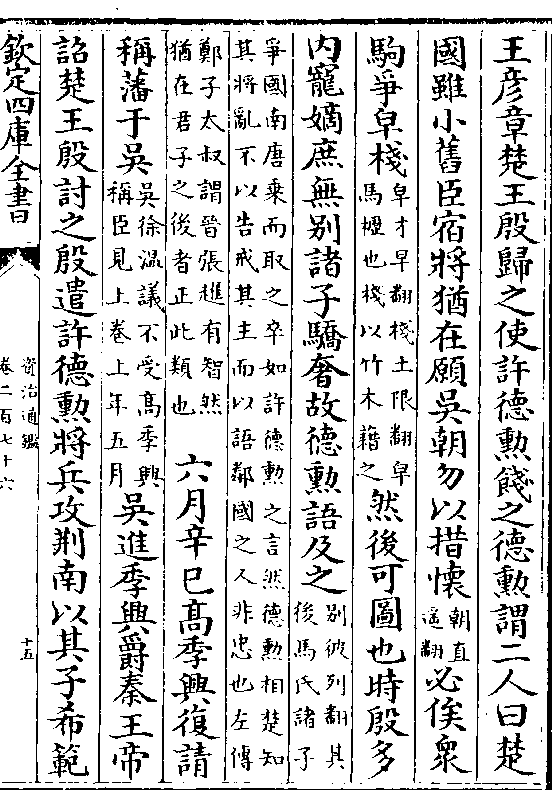 王彦章楚王殷歸之使許德勲餞之德勲謂二人曰楚
國雖小舊臣宿將猶在願吳朝勿以措懷朝直遥翻必俟衆
駒爭皁棧皁才早翻棧土限翻皁馬櫪也棧以竹木藉之然後可圖也時殷多
内寵嫡庶無别諸子驕奢故德勲語及之别彼列翻其後馬氏諸子
爭國南唐乗而取之卒如許德勲之言然德勲相楚知
其將亂不以告戒其主而以語鄰國之人非忠也左傳
鄭子太叔謂晉張趯有智然猶在君子之後者正此類也六月辛巳髙季興復請
稱藩于吳吳徐溫議不受髙季興稱臣見上卷上年五月吳進季興爵秦王帝
詔楚王殷討之殷遣許德勲將兵攻荆南以其子希範
欽定四庫全書
資治通鑑
卷二百七十六
十五